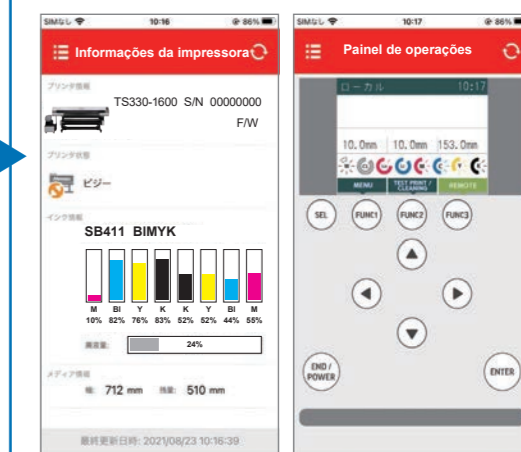 SIMなし 10:16 86%
Informações da impressora
プリンタ情報
TS330-1600 S/N 00000000
F/W
プリンタ状態
ビジー
インク情報
SB411 BIMYK
M BI Y K K Y BI M
10% 82% 76% 83% 52% 52% 44% 55%
廃容量: 24%
メディア情報
幅: 712 mm 残量: 510 mm
最終更新日時: 2021/08/23 10:16:39
SIMなし 10:17 86%
Painel de operações
ローカル 10:17
10.0mm 10.0mm 153.0mm
MENU TEST PRINT / CLEANING REMOTE
SEL FUNC1 FUNC2 FUNC3
END / POWER
ENTER